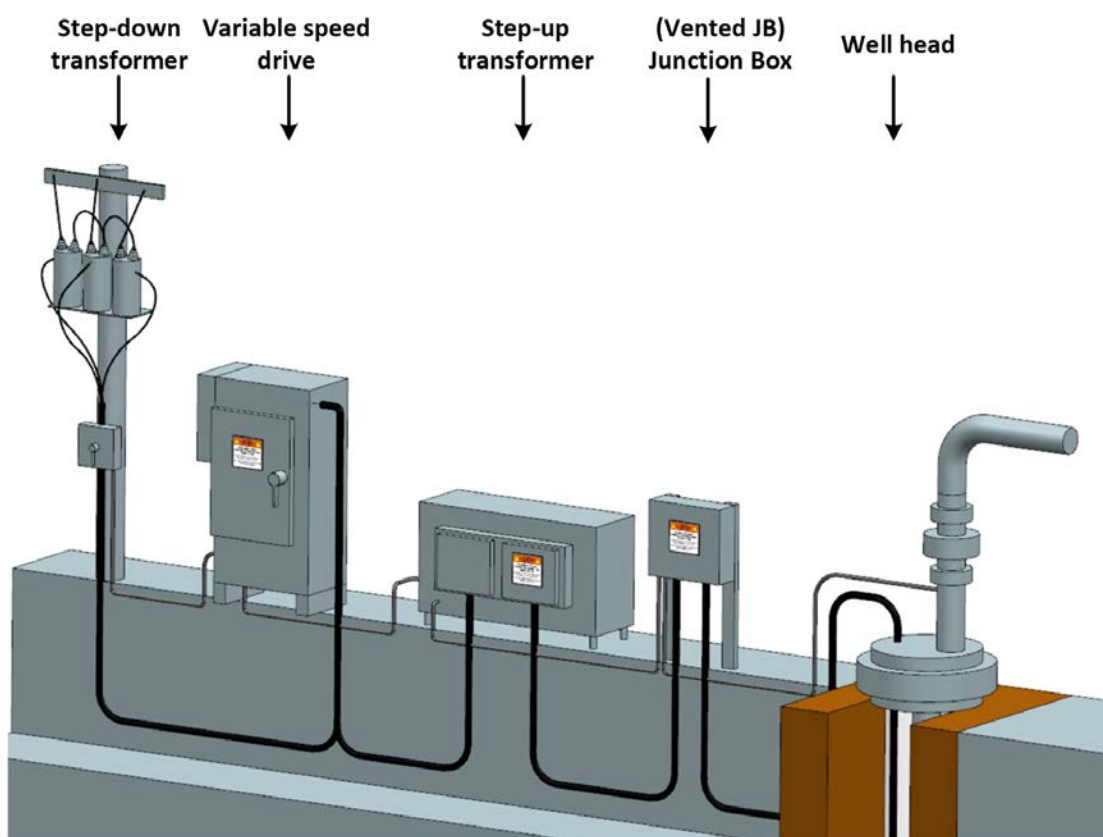 Step-down
transformer
Variable speed
drive
Step-up
transformer
(Vented JB)
Junction Box
Well head